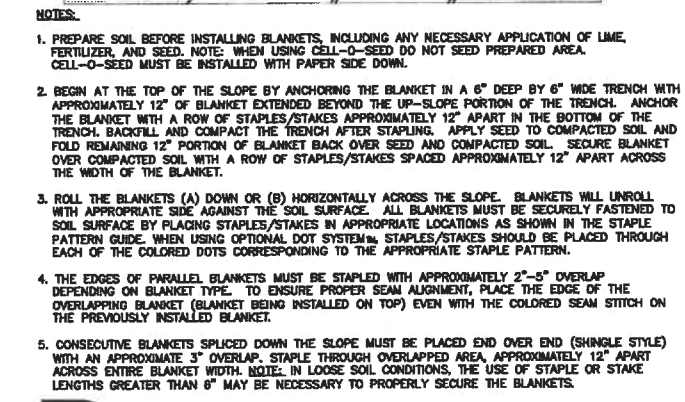 NOTES:
1. PREPARE SOIL BEFORE INSTALLING BLANKETS, INCLUDING ANY NECESSARY APPLICATION OF LIME,
FERTILIZER, AND SEED. NOTE: WHEN USING CELL-O-SEED DO NOT SEED PREPARED AREA.
CELL-O-SEED MUST BE INSTALLED WITH PAPER SIDE DOWN.
2. BEGIN AT THE TOP OF THE SLOPE BY ANCHORING THE BLANKET IN A 6" DEEP BY 6" WIDE TRENCH WITH
APPROXIMATELY 12" OF BLANKET EXTENDED BEYOND THE UP-SLOPE PORTION OF THE TRENCH. ANCHOR
THE BLANKET WITH A ROW OF STAPLES/STAKES APPROXIMATELY 12" APART IN THE BOTTOM OF THE
TRENCH. BACKFILL AND COMPACT THE TRENCH AFTER STAPLING. APPLY SEED TO COMPACTED SOIL AND
FOLD REMAINING 12" PORTION OF BLANKET BACK OVER SEED AND COMPACTED SOIL. SECURE BLANKET
OVER COMPACTED SOIL WITH A ROW OF STAPLES/STAKES SPACED APPROXIMATELY 12" APART ACROSS
THE WIDTH OF THE BLANKET.
3. ROLL THE BLANKETS (A) DOWN OR (B) HORIZONTALLY ACROSS THE SLOPE. BLANKETS WILL UNROLL
WITH APPROPRIATE SIDE AGAINST THE SOIL SURFACE. ALL BLANKETS MUST BE SECURELY FASTENED TO
SOIL SURFACE BY PLACING STAPLES/STAKES IN APPROPRIATE LOCATIONS AS SHOWN IN THE STAPLE
PATTERN GUIDE. WHEN USING OPTIONAL DOT SYSTEM™, STAPLES/STAKES SHOULD BE PLACED THROUGH
EACH OF THE COLORED DOTS CORRESPONDING TO THE APPROPRIATE STAPLE PATTERN.
4. THE EDGES OF PARALLEL BLANKETS MUST BE STAPLED WITH APPROXIMATELY 2"-5" OVERLAP
DEPENDING ON BLANKET TYPE. TO ENSURE PROPER SEAM ALIGNMENT, PLACE THE EDGE OF THE
OVERLAPPING BLANKET (BLANKET BEING INSTALLED ON TOP) EVEN WITH THE COLORED SEAM STITCH ON
THE PREVIOUSLY INSTALLED BLANKET.
5. CONSECUTIVE BLANKETS SPLICED DOWN THE SLOPE MUST BE PLACED END OVER END (SHINGLE STYLE)
WITH AN APPROXIMATE 3" OVERLAP. STAPLE THROUGH OVERLAPPED AREA, APPROXIMATELY 12" APART
ACROSS ENTIRE BLANKET WIDTH. NOTE: IN LOOSE SOIL CONDITIONS, THE USE OF STAPLE OR STAKE
LENGTHS GREATER THAN 6" MAY BE NECESSARY TO PROPERLY SECURE THE BLANKETS.